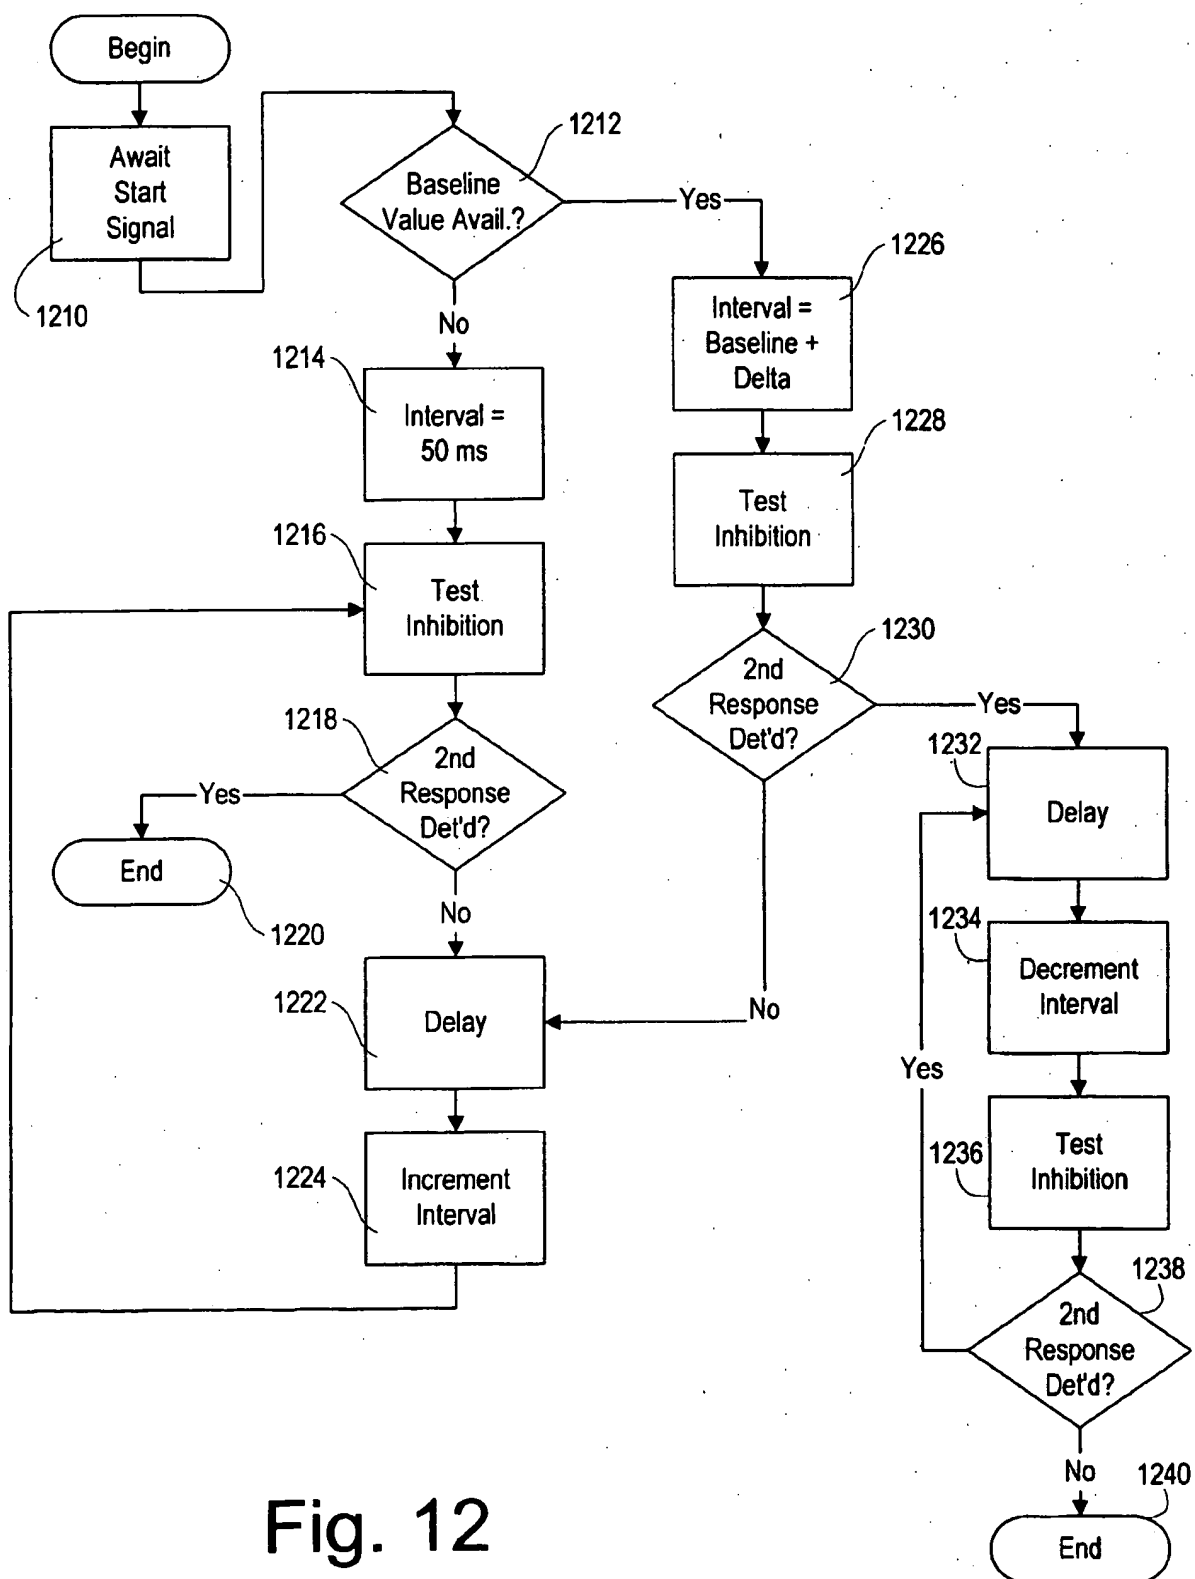 Begin
Await
Start
Signal
1210
Baseline
Value Avail.?
1212
Yes
No
1214
Interval =
50 ms
1216
Test
Inhibition
1218
2nd
Response
Det'd?
Yes
End
1220
No
1222
Delay
1224
Increment
Interval
1226
Interval =
Baseline +
Delta
1228
Test
Inhibition
1230
2nd
Response
Det'd?
Yes
No
1232
Delay
1234
Decrement
Interval
Yes
1236
Test
Inhibition
1238
2nd
Response
Det'd?
No
1240
End
Fig. 12